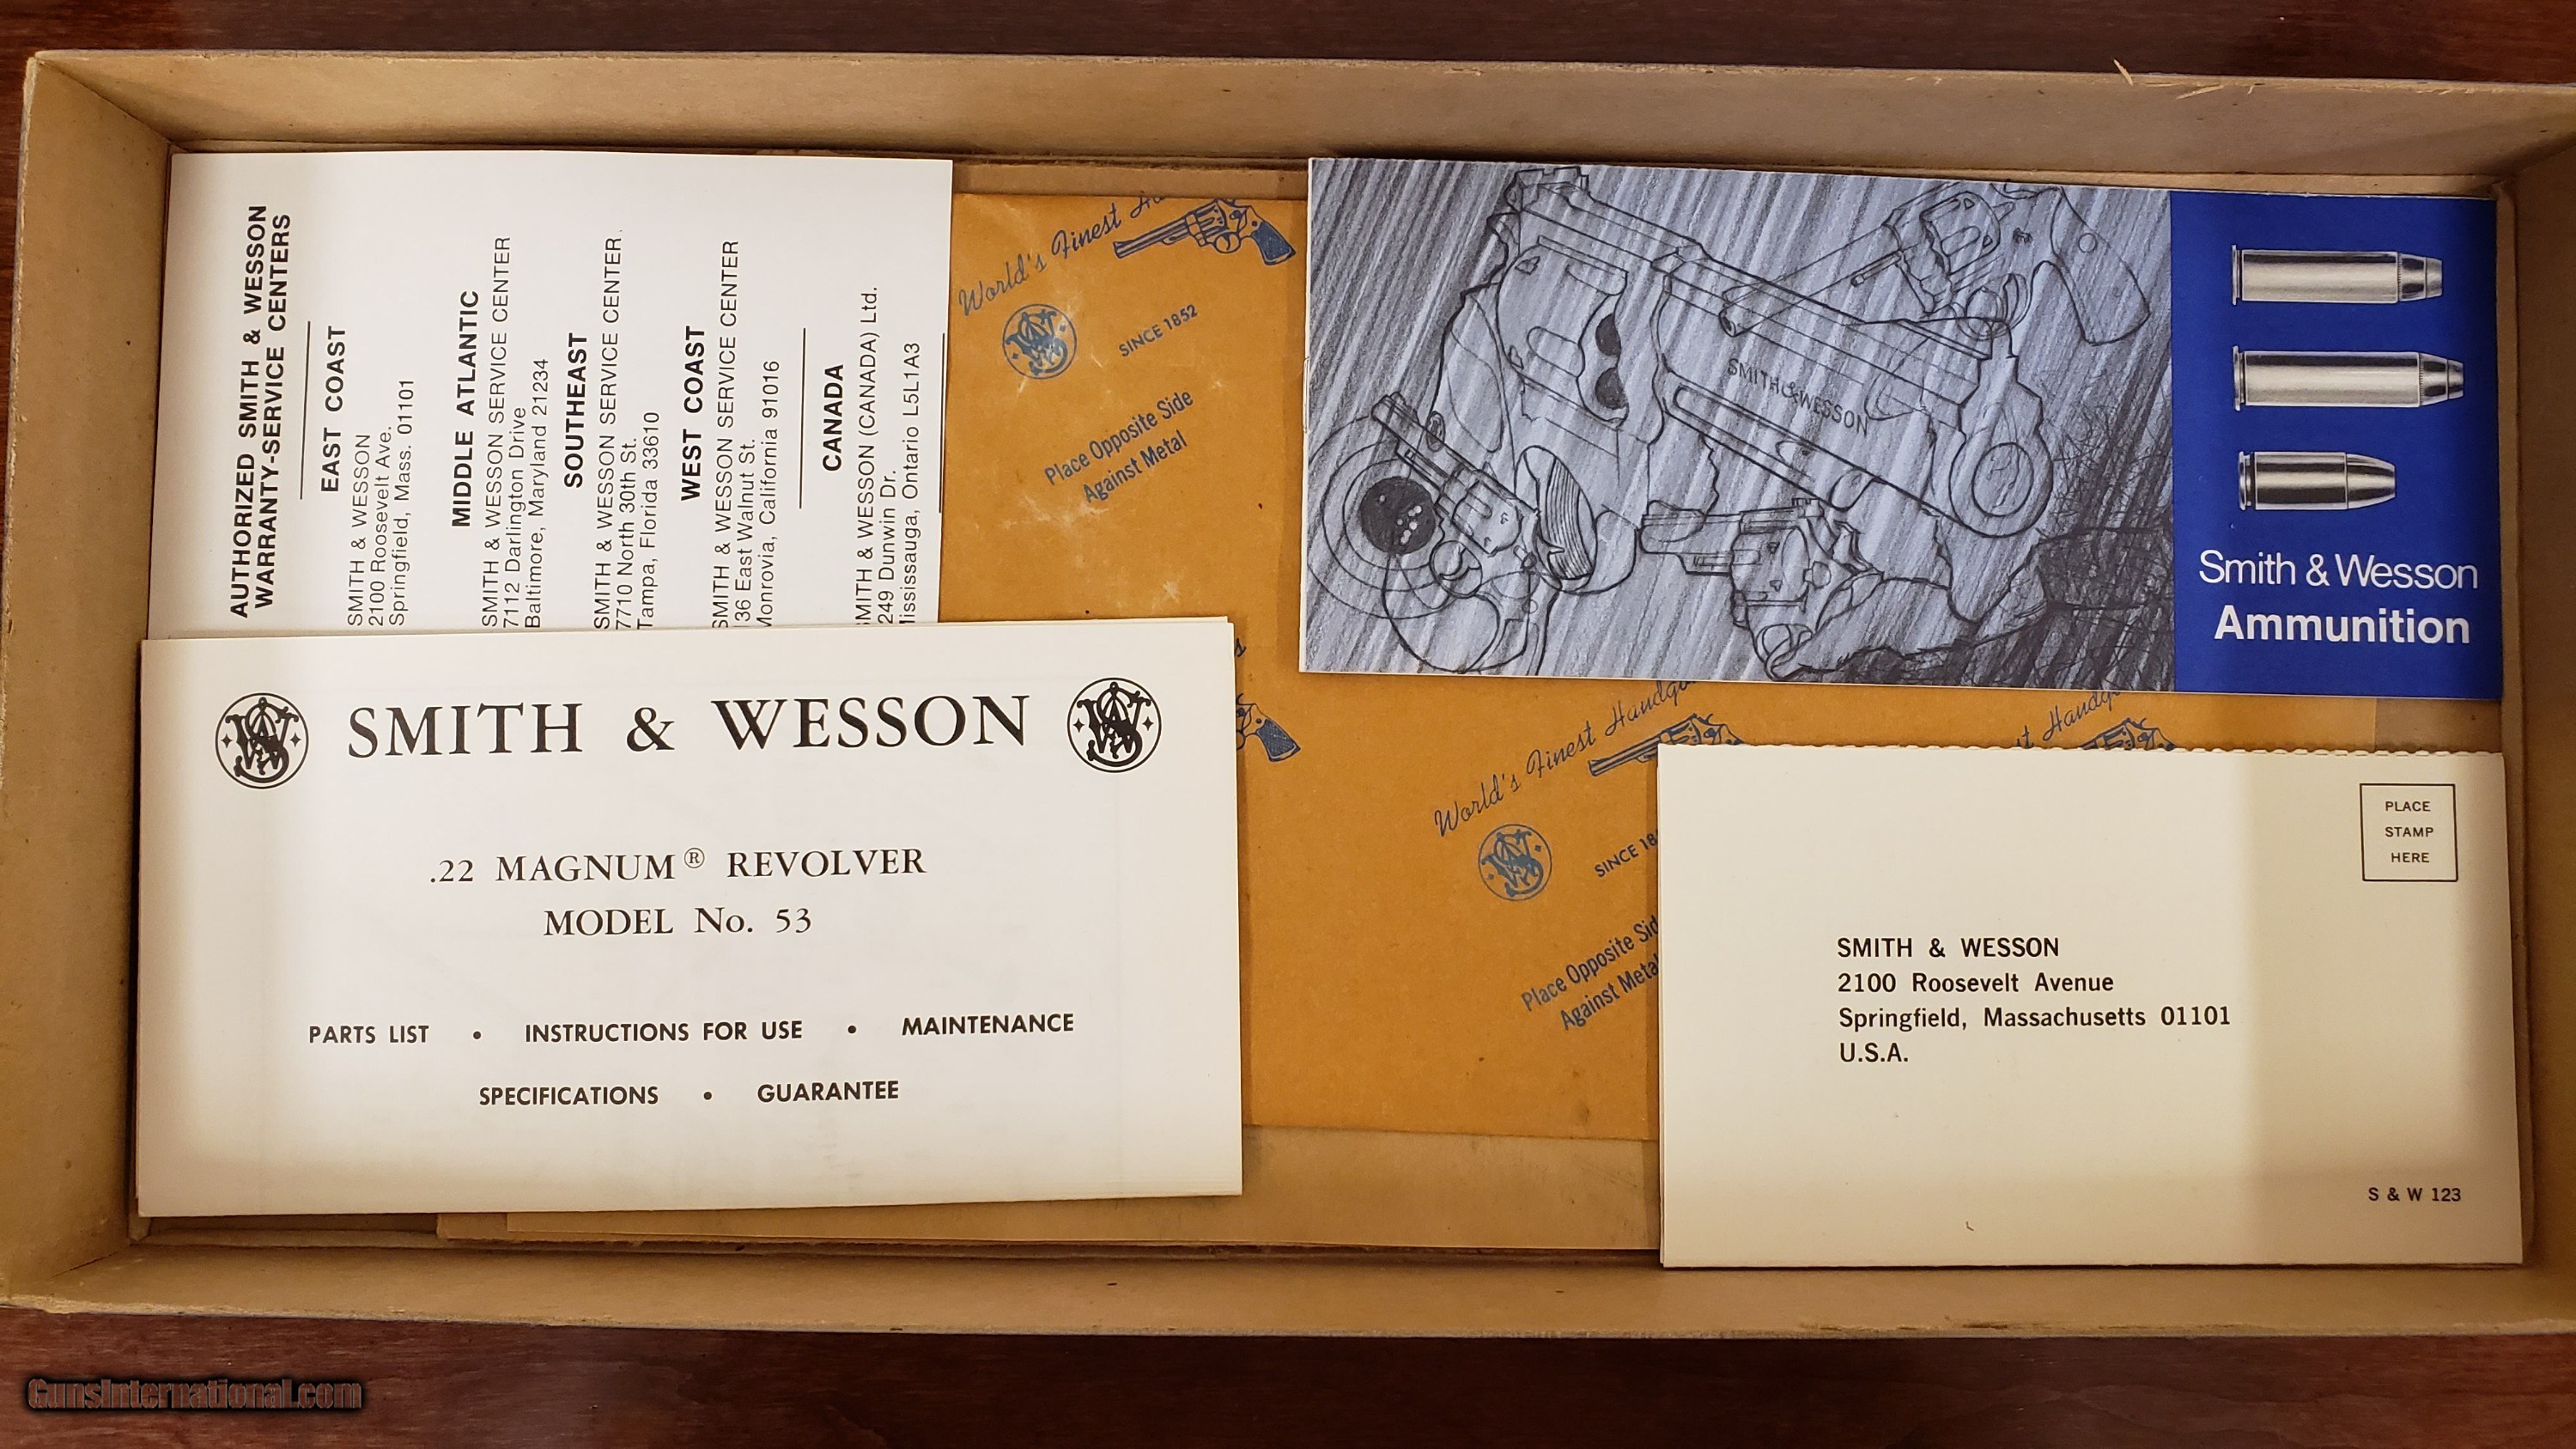 AUTHORIZED SMITH & WESSON
WARRANTY-SERVICE CENTERS
EAST COAST
SMITH & WESSON
2100 Roosevelt Ave.
Springfield, Mass. 01101
MIDDLE ATLANTIC
SMITH & WESSON SERVICE CENTER
7112 Darlington Drive
Baltimore, Maryland 21234
SOUTHEAST
SMITH & WESSON SERVICE CENTER,
7710 North 30th St.
Tampa, Florida 33610
WEST COAST
SMITH & WESSON SERVICE CENTER
136 East Walnut St.
Monrovia, California 91016
CANADA
SMITH & WESSON (CANADA) Ltd.
249 Dunwin Dr.
Mississauga, Ontario L5L1A3
World's Finest
SINCE 1852
Place Opposite Side
Against Metal
SMITH & WESSON
Smith & Wesson
Ammunition
SMITH & WESSON
.22 MAGNUM® REVOLVER
MODEL No. 53
PARTS LIST • INSTRUCTIONS FOR USE • MAINTENANCE
SPECIFICATIONS • GUARANTEE
World's Finest Handgu
SINCE 18
Place Opposite Sid
Against Metal
st Handg
PLACE
STAMP
HERE
SMITH & WESSON
2100 Roosevelt Avenue
Springfield, Massachusetts 01101
U.S.A.
S & W 123
GunsInternational.com